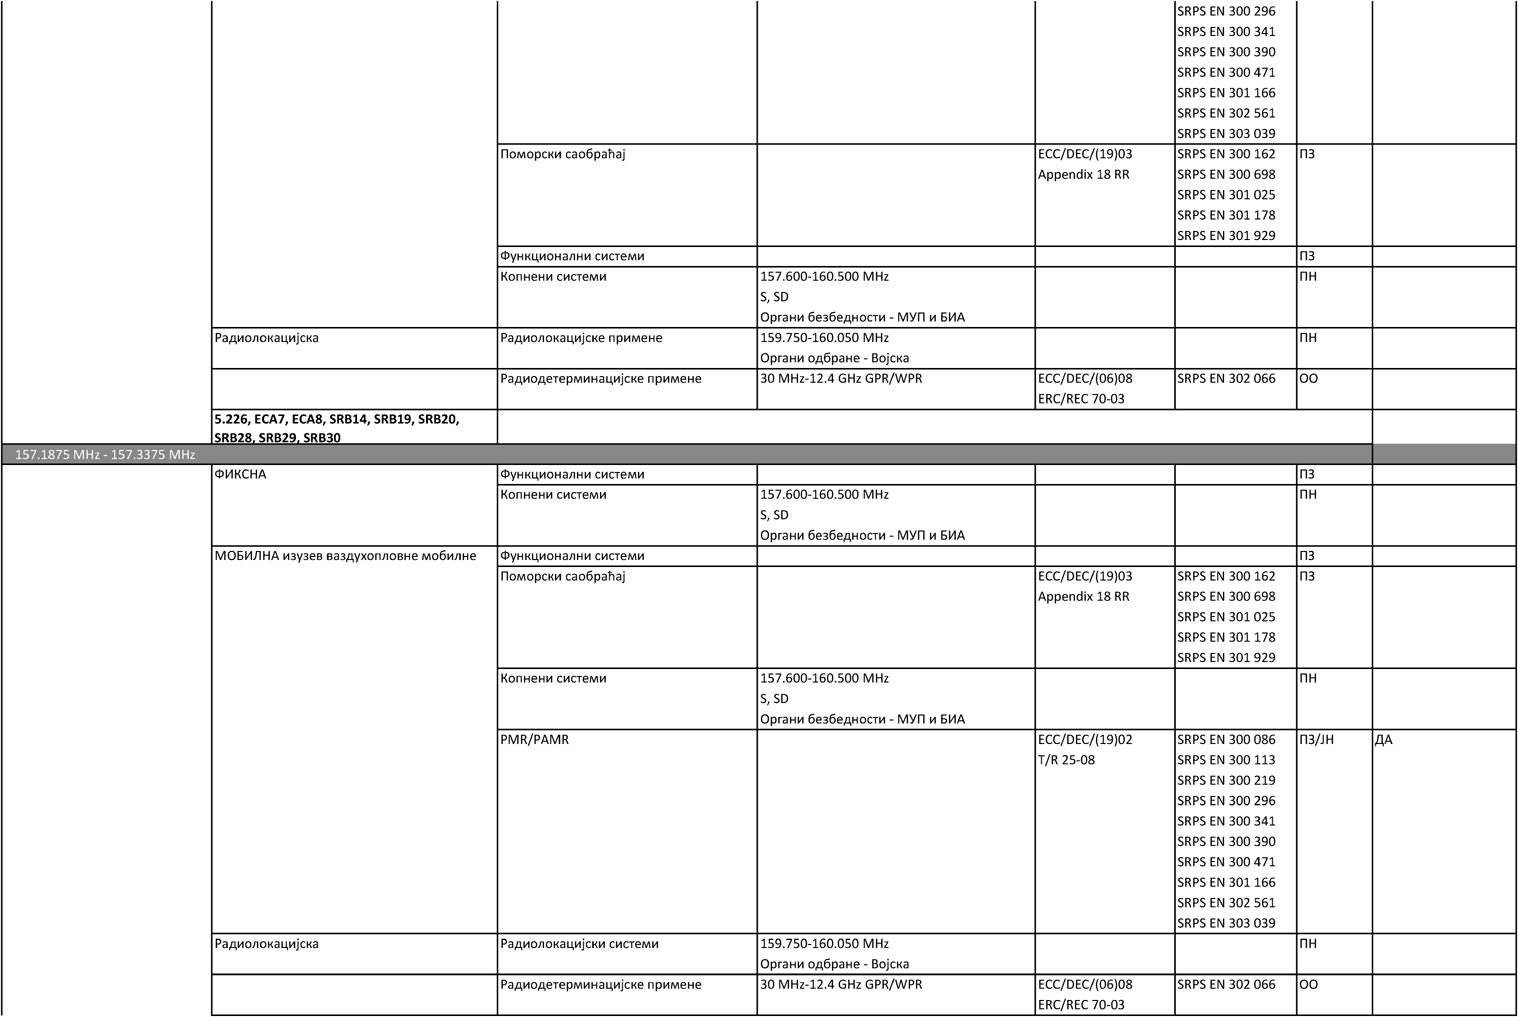 SRPS EN 300 296
SRPS EN 300 341
SRPS EN 300 390
SRPS EN 300 471
SRPS EN 301 166
SRPS EN 302 561
SRPS EN 303 039
Поморски саобраћај ECC/DEC/(19)03 SRPS EN 300 162 ПЗ
Appendix 18 RR SRPS EN 300 698
SRPS EN 301 025
SRPS EN 301 178
SRPS EN 301 929
Функционални системи ПЗ
Копнени системи 157.600-160.500 MHz ПН
S, SD
Органи безбедности - МУП и БИА
Радиолокацијска Радиолокацијске примене 159.750-160.050 MHz ПН
Органи одбране - Војска
Радиодетерминацијске примене 30 MHz-12.4 GHz GPR/WPR ECC/DEC/(06)08 SRPS EN 302 066 ОО
ERC/REC 70-03
5.226, ECA7, ECA8, SRB14, SRB19, SRB20,
SRB28, SRB29, SRB30
157.1875 MHz - 157.3375 MHz
ФИКСНА Функционални системи ПЗ
Копнени системи 157.600-160.500 MHz ПН
S, SD
Органи безбедности - МУП и БИА
МОБИЛНА изузев ваздухопловне мобилне Функционални системи ПЗ
Поморски саобраћај ECC/DEC/(19)03 SRPS EN 300 162 ПЗ
Appendix 18 RR SRPS EN 300 698
SRPS EN 301 025
SRPS EN 301 178
SRPS EN 301 929
Копнени системи 157.600-160.500 MHz ПН
S, SD
Органи безбедности - МУП и БИА
PMR/PAMR ECC/DEC/(19)02 SRPS EN 300 086 ПЗ/ЈН ДА
T/R 25-08 SRPS EN 300 113
SRPS EN 300 219
SRPS EN 300 296
SRPS EN 300 341
SRPS EN 300 390
SRPS EN 300 471
SRPS EN 301 166
SRPS EN 302 561
SRPS EN 303 039
Радиолокацијска Радиолокацијски системи 159.750-160.050 MHz ПН
Органи одбране - Војска
Радиодетерминацијске примене 30 MHz-12.4 GHz GPR/WPR ECC/DEC/(06)08 SRPS EN 302 066 ОО
ERC/REC 70-03